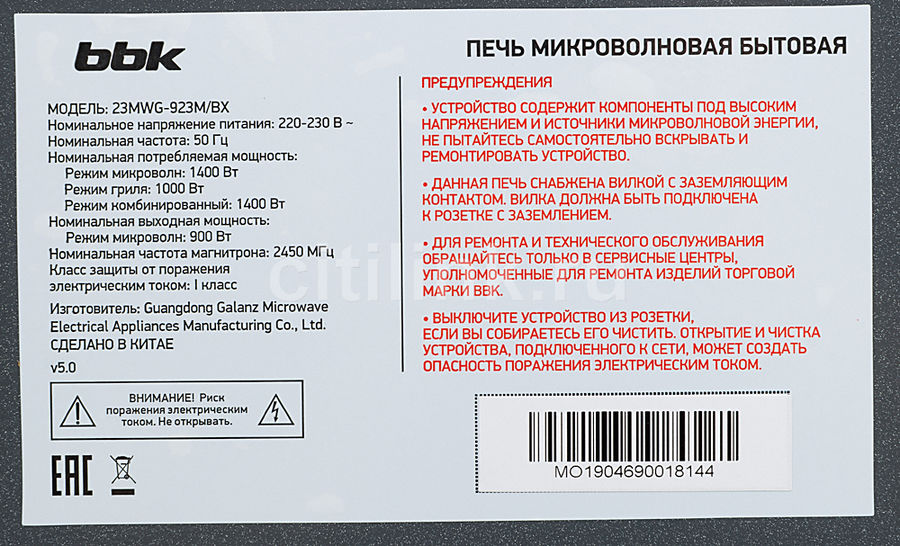 bbk
ПЕЧЬ МИКРОВОЛНОВАЯ БЫТОВАЯ
МОДЕЛЬ: 23MWG-923M/BX
Номинальное напряжение питания: 220-230 В ~
Номинальная частота: 50 Гц
Номинальная потребляемая мощность:
Режим микроволн: 1400 Вт
Режим гриля: 1000 Вт
Режим комбинированный: 1400 Вт
Номинальная выходная мощность:
Режим микроволн: 900 Вт
Номинальная частота магнитрона: 2450 МГц
Класс защиты от поражения
электрическим током: I класс
Изготовитель: Guangdong Galanz Microwave
Electrical Appliances Manufacturing Co., Ltd.
СДЕЛАНО В КИТАЕ
v5.0
ВНИМАНИЕ! Риск
поражения электрическим
током. Не открывать.
EAC
ПРЕДУПРЕЖДЕНИЯ
• УСТРОЙСТВО СОДЕРЖИТ КОМПОНЕНТЫ ПОД ВЫСОКИМ
НАПРЯЖЕНИЕМ И ИСТОЧНИКИ МИКРОВОЛНОВОЙ ЭНЕРГИИ,
НЕ ПЫТАЙТЕСЬ САМОСТОЯТЕЛЬНО ВСКРЫВАТЬ И
РЕМОНТИРОВАТЬ УСТРОЙСТВО.
• ДАННАЯ ПЕЧЬ СНАБЖЕНА ВИЛКОЙ С ЗАЗЕМЛЯЮЩИМ
КОНТАКТОМ. ВИЛКА ДОЛЖНА БЫТЬ ПОДКЛЮЧЕНА
К РОЗЕТКЕ С ЗАЗЕМЛЕНИЕМ.
• ДЛЯ РЕМОНТА И ТЕХНИЧЕСКОГО ОБСЛУЖИВАНИЯ
ОБРАЩАЙТЕСЬ ТОЛЬКО В СЕРВИСНЫЕ ЦЕНТРЫ,
УПОЛНОМОЧЕННЫЕ ДЛЯ РЕМОНТА ИЗДЕЛИЙ ТОРГОВОЙ
МАРКИ BBK.
• ВЫКЛЮЧИТЕ УСТРОЙСТВО ИЗ РОЗЕТКИ,
ЕСЛИ ВЫ СОБИРАЕТЕСЬ ЕГО ЧИСТИТЬ. ОТКРЫТИЕ И ЧИСТКА
УСТРОЙСТВА, ПОДКЛЮЧЕННОГО К СЕТИ, МОЖЕТ СОЗДАТЬ
ОПАСНОСТЬ ПОРАЖЕНИЯ ЭЛЕКТРИЧЕСКИМ ТОКОМ.
MO1904690018144
citilink.ru